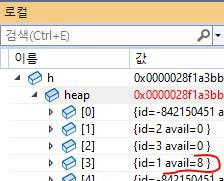 로컬
검색(Ctrl+E)
이름 값
h 0x0000028f1a3bb
heap 0x0000028f1a3bb
[0] {id=-842150451 a
[1] {id=2 avail=0 }
[2] {id=3 avail=0 }
[3] {id=1 avail=8 }
[4] {id=-842150451 a